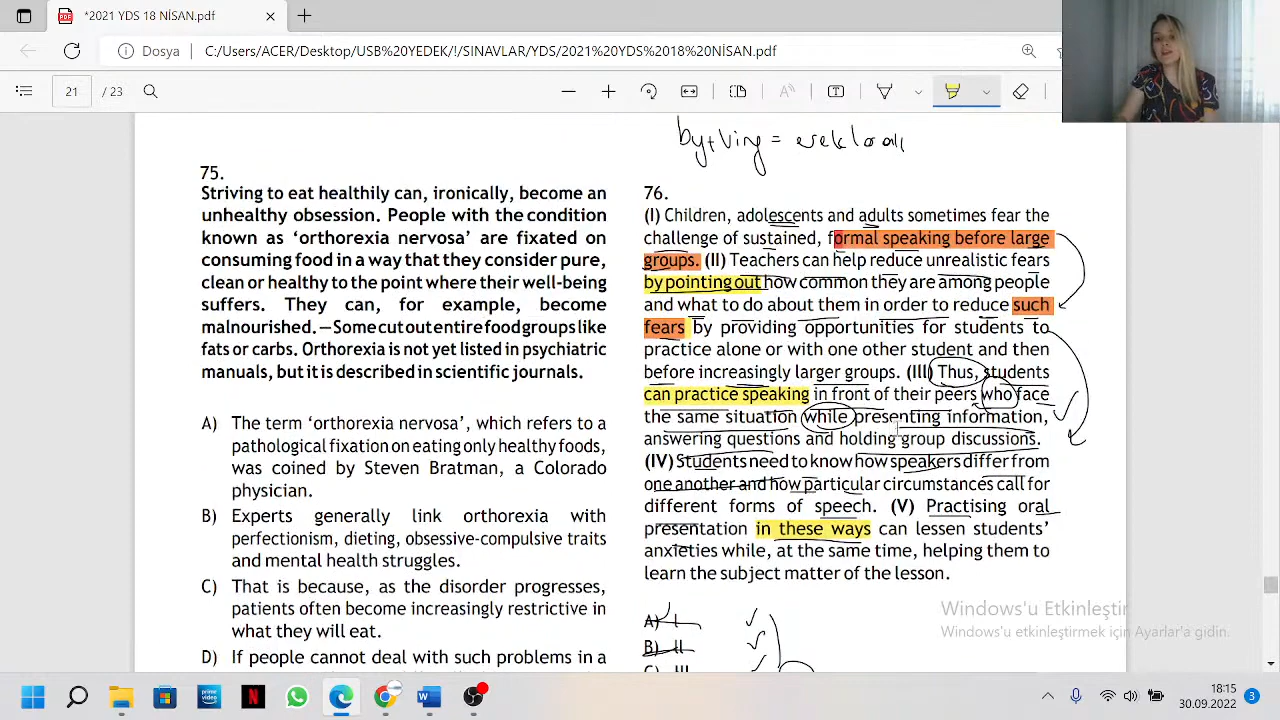 *2021 YDS 18 NİSAN.pdf
Dosya
C:/Users/ACER/Desktop/USB%20YEDEK/!/SINAVLAR/YDS/2021%20YDS%2018%20NİSAN.pdf
21 / 23
by+Ving =
75.
Striving to eat healthily can, ironically, become an
unhealthy obsession. People with the condition
known as ‘orthorexia nervosa’ are fixated on
consuming food in a way that they consider pure,
clean or healthy to the point where their well-being
suffers. They can, for example, become
malnourished. —Some cut out entire food groups like
fats or carbs. Orthorexia is not yet listed in psychiatric
manuals, but it is described in scientific journals.
A) The term ‘orthorexia nervosa’, which refers to a
pathological fixation on eating only healthy foods,
was coined by Steven Bratman, a Colorado
physician.
B) Experts generally link orthorexia with
perfectionism, dieting, obsessive-compulsive traits
and mental health struggles.
C) That is because, as the disorder progresses,
patients often become increasingly restrictive in
what they will eat.
D) If people cannot deal with such problems in a
76.
(I) Children, adolescents and adults sometimes fear the
challenge of sustained, formal speaking before large
groups. (II) Teachers can help reduce unrealistic fears
by pointing out how common they are among people
and what to do about them in order to reduce such
fears by providing opportunities for students to
practice alone or with one other student and then
before increasingly larger groups. (III) Thus, students
can practice speaking in front of their peers who face
the same situation while presenting information,
answering questions and holding group discussions.
(IV) Students need to know how speakers differ from
one another and how particular circumstances call for
different forms of speech. (V) Practising oral
presentation in these ways can lessen students’
anxieties while, at the same time, helping them to
learn the subject matter of the lesson.
A) I
B) II
C) III
Windows'u Etkinleştir
Windows'u etkinleştirmek için Ayarlar'a gidin.
18:15
30.09.2022
3